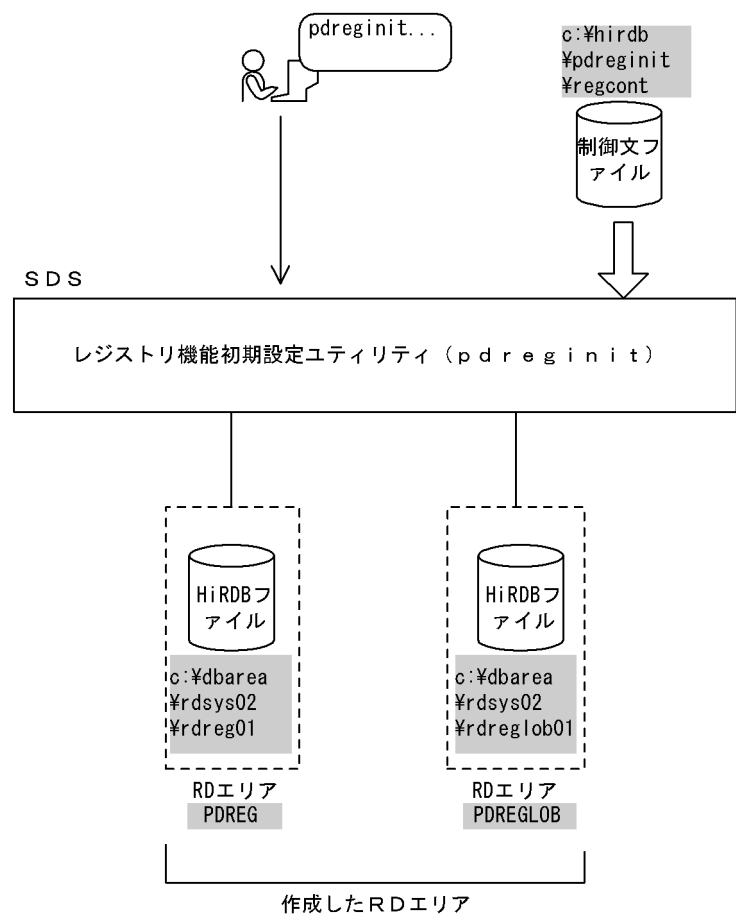 pdreginit...
c:¥hirdb
¥pdreginit
¥regcont
制御文フ
ァイル
SDS
レジストリ機能初期設定ユティリティ(pdreginit)
HiRDBフ
ァイル
c:¥dbarea
¥rdsys02
¥rdreg01
RDエリア
PDREG
HiRDBフ
ァイル
c:¥dbarea
¥rdsys02
¥rdreglob01
RDエリア
PDREGLOB
作成したRDエリア